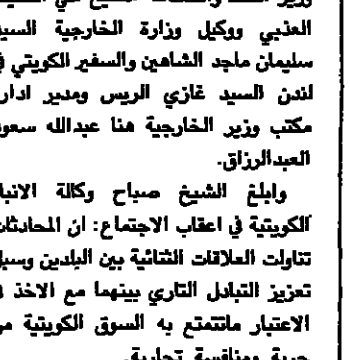 العذبي ووكيل وزارة الخارجية السيد
سليمان ماجد الشاهين والسفير الكويتي في
لندن السيد غازي الريس ومدير ادارة
مكتب وزير الخارجية هنا عبدالله سعود
العبدالرزاق.
وابلغ الشيخ صباح وكالة الانباء
الكويتية في اعقاب الاجتماع: ان المحادثات
تناولت العلاقات الثنائية بين البلدين وسبل
تعزيز التبادل التاري بينهما مع الاخذ في
الاعتبار ماتتمتع به السوق الكويتية من
حرية ومنافسة تجارية.